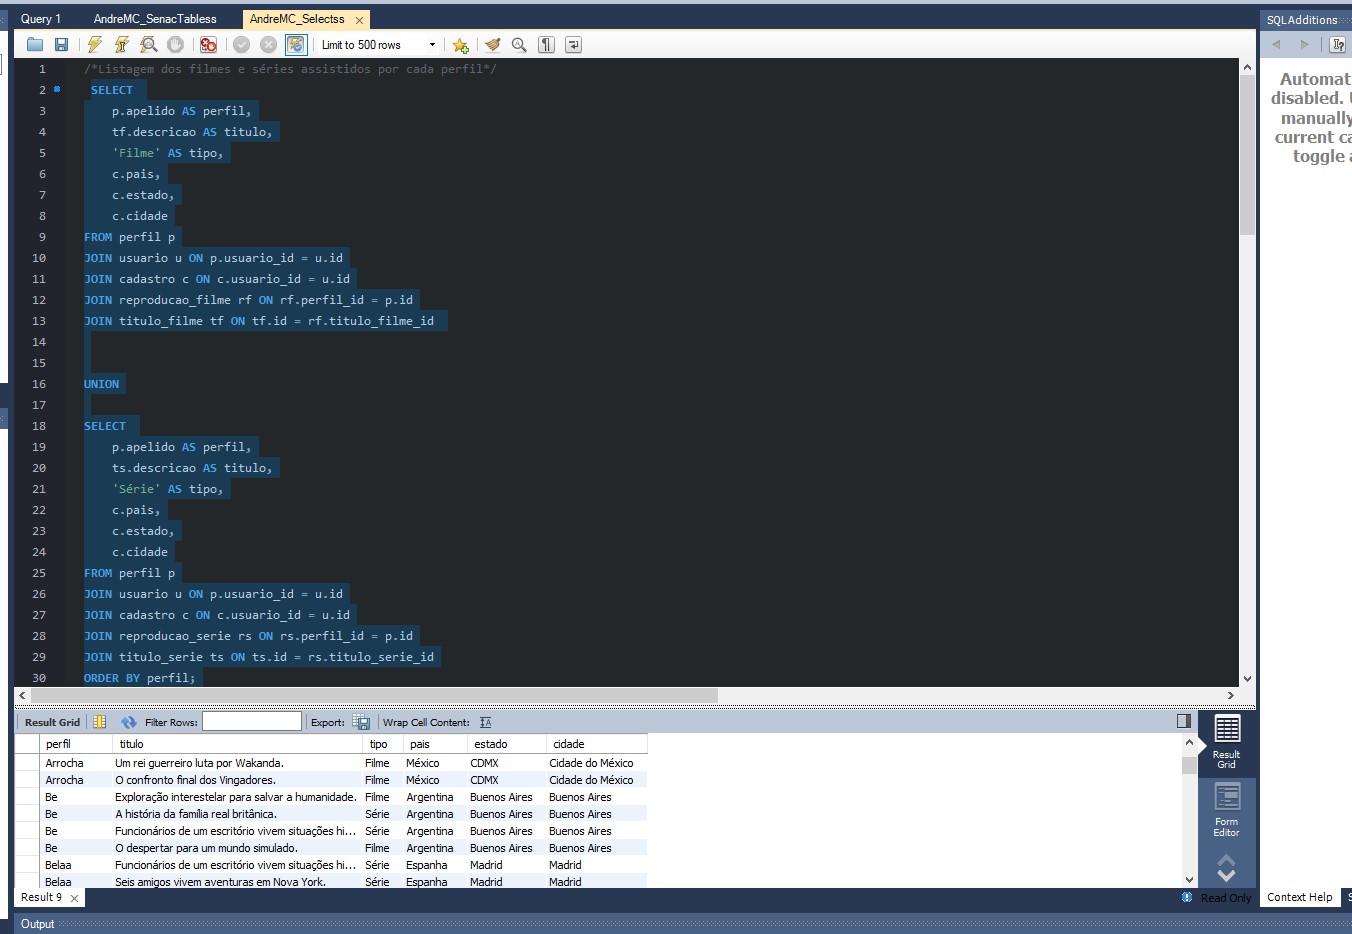 Query 1 AndreMC_SenacTabless AndreMC_Selectss SQLAdditions
Limit to 500 rows
1 /*Listagem dos filmes e séries assistidos por cada perfil*/
2 SELECT
3 p.apelido AS perfil,
4 tf.descricao AS titulo,
5 'Filme' AS tipo,
6 c.pais,
7 c.estado,
8 c.cidade
9 FROM perfil p
10 JOIN usuario u ON p.usuario_id = u.id
11 JOIN cadastro c ON c.usuario_id = u.id
12 JOIN reproducao_filme rf ON rf.perfil_id = p.id
13 JOIN titulo_filme tf ON tf.id = rf.titulo_filme_id
14
15
16 UNION
17
18 SELECT
19 p.apelido AS perfil,
20 ts.descricao AS titulo,
21 'Série' AS tipo,
22 c.pais,
23 c.estado,
24 c.cidade
25 FROM perfil p
26 JOIN usuario u ON p.usuario_id = u.id
27 JOIN cadastro c ON c.usuario_id = u.id
28 JOIN reproducao_serie rs ON rs.perfil_id = p.id
29 JOIN titulo_serie ts ON ts.id = rs.titulo_serie_id
30 ORDER BY perfil;
Automat
disabled.
manually
current ca
toggle
Result Grid Filter Rows: Export: Wrap Cell Content:
perfil titulo tipo pais estado cidade
Arrocha Um rei guerreiro luta por Wakanda. Filme México CDMX Cidade do México
Arrocha O confronto final dos Vingadores. Filme México CDMX Cidade do México
Be Exploração interestelar para salvar a humanidade. Filme Argentina Buenos Aires Buenos Aires
Be A história da família real britânica. Série Argentina Buenos Aires Buenos Aires
Be Funcionários de um escritório vivem situações hi... Série Argentina Buenos Aires Buenos Aires
Be O despertar para um mundo simulado. Filme Argentina Buenos Aires Buenos Aires
Belaa Funcionários de um escritório vivem situações hi... Série Espanha Madrid Madrid
Belaa Seis amigos vivem aventuras em Nova York. Série Espanha Madrid Madrid
Result
Grid
Form
Editor
Result 9 Read Only Context Help
Output